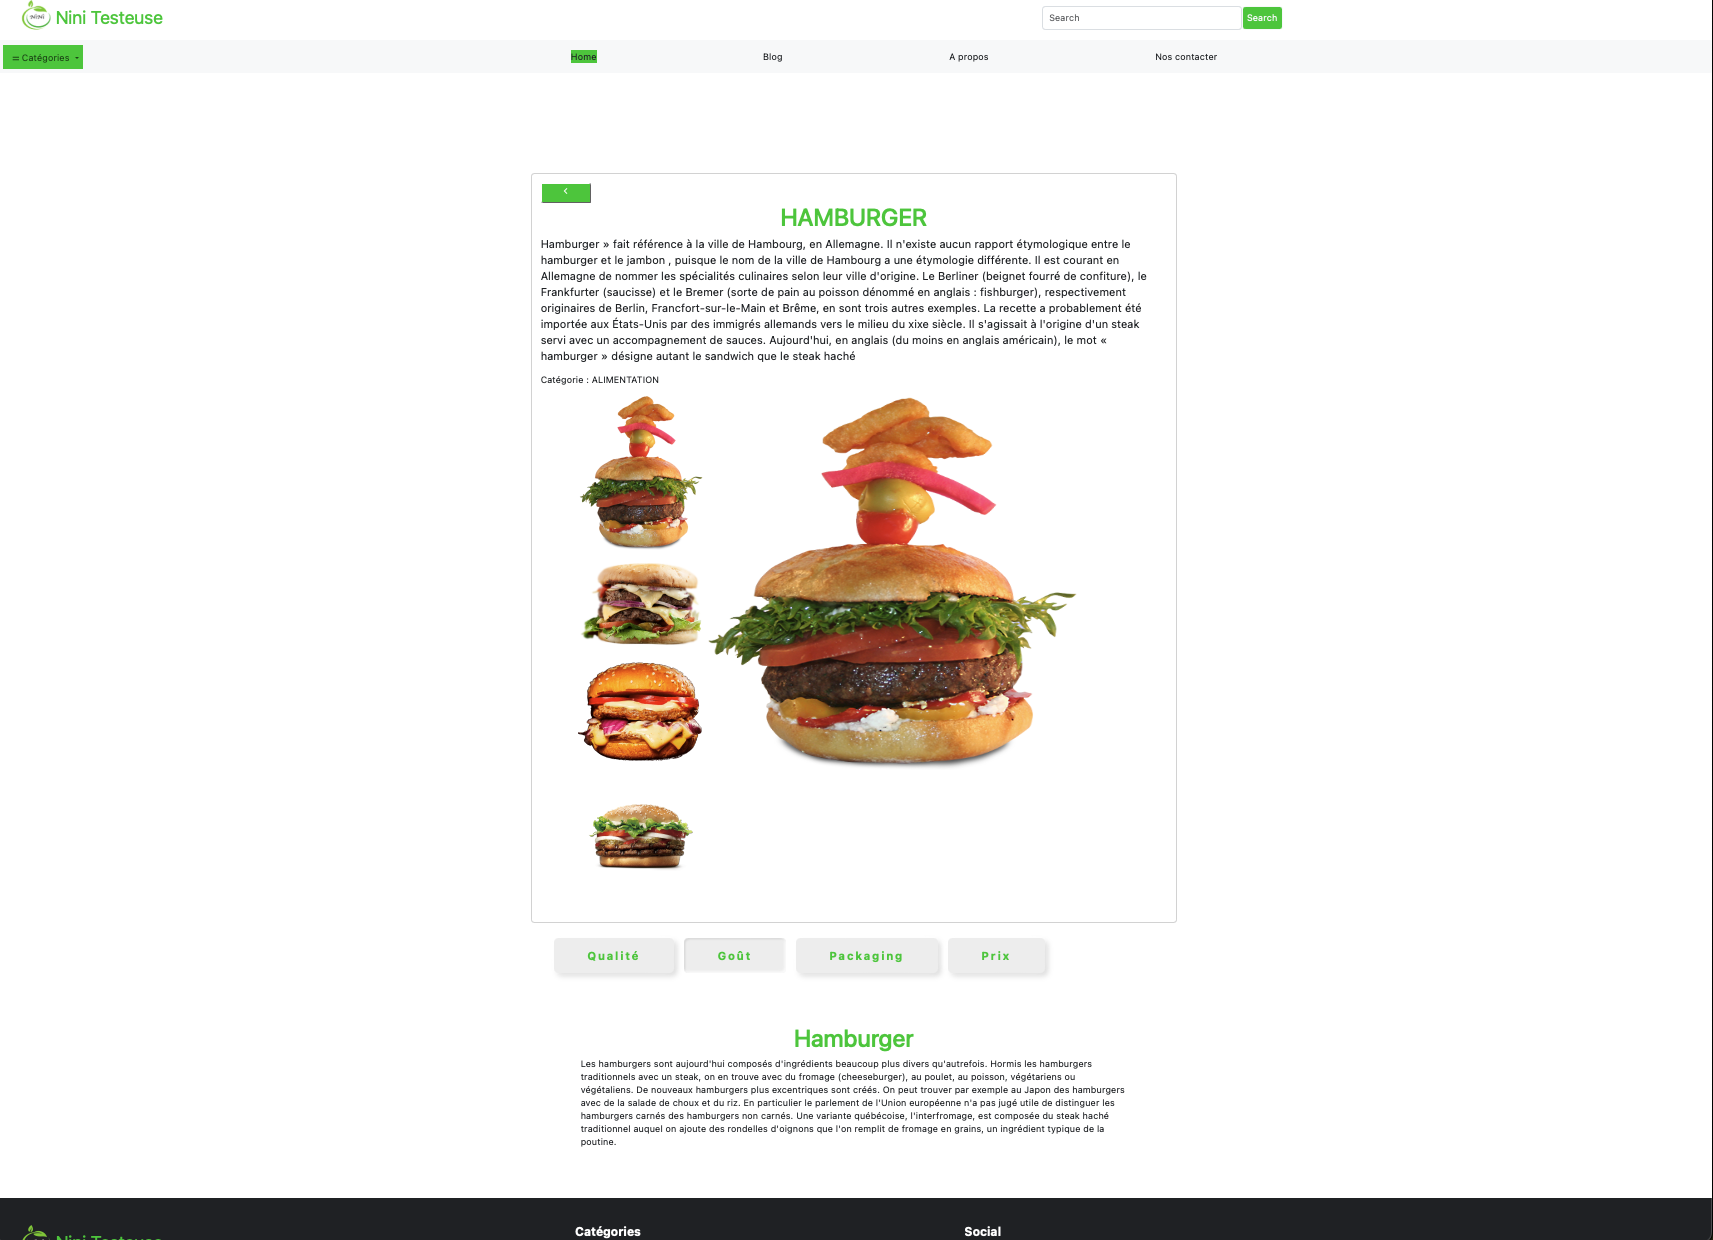 Nini Testeuse
Search
Search
Catégories
Home
Blog
A propos
Nos contacter
HAMBURGER
Hamburger » fait référence à la ville de Hambourg, en Allemagne. Il n'existe aucun rapport étymologique entre le
hamburger et le jambon , puisque le nom de la ville de Hambourg a une étymologie différente. Il est courant en
Allemagne de nommer les spécialités culinaires selon leur ville d'origine. Le Berliner (beignet fourré de confiture), le
Frankfurter (saucisse) et le Bremer (sorte de pain au poisson dénommé en anglais : fishburger), respectivement
originaires de Berlin, Francfort-sur-le-Main et Brême, en sont trois autres exemples. La recette a probablement été
importée aux États-Unis par des immigrés allemands vers le milieu du xixe siècle. Il s'agissait à l'origine d'un steak
servi avec un accompagnement de sauces. Aujourd'hui, en anglais (du moins en anglais américain), le mot «
hamburger » désigne autant le sandwich que le steak haché
Catégorie : ALIMENTATION
Qualité
Goût
Packaging
Prix
Hamburger
Les hamburgers sont aujourd'hui composés d'ingrédients beaucoup plus divers qu'autrefois. Hormis les hamburgers
traditionnels avec un steak, on en trouve avec du fromage (cheeseburger), au poulet, au poisson, végétariens ou
végétaliens. De nouveaux hamburgers plus excentriques sont créés. On peut trouver par exemple au Japon des hamburgers
avec de la salade de choux et du riz. En particulier le parlement de l'Union européenne n'a pas jugé utile de distinguer les
hamburgers carnés des hamburgers non carnés. Une variante québécoise, l'interfromage, est composée du steak haché
traditionnel auquel on ajoute des rondelles d'oignons que l'on remplit de fromage en grains, un ingrédient typique de la
poutine.
Nini Testeuse
Catégories
Social